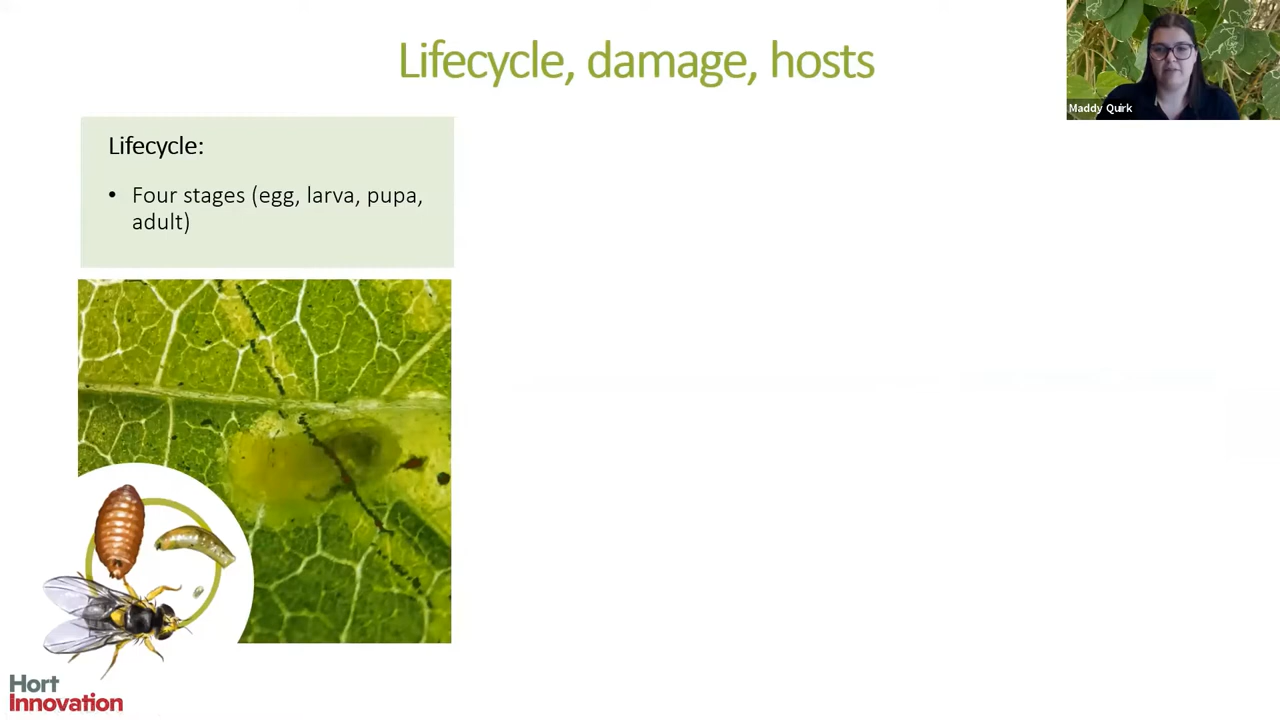 Lifecycle, damage, hosts
Maddy Quirk
Lifecycle:
• Four stages (egg, larva, pupa,
adult)
Hort
Innovation